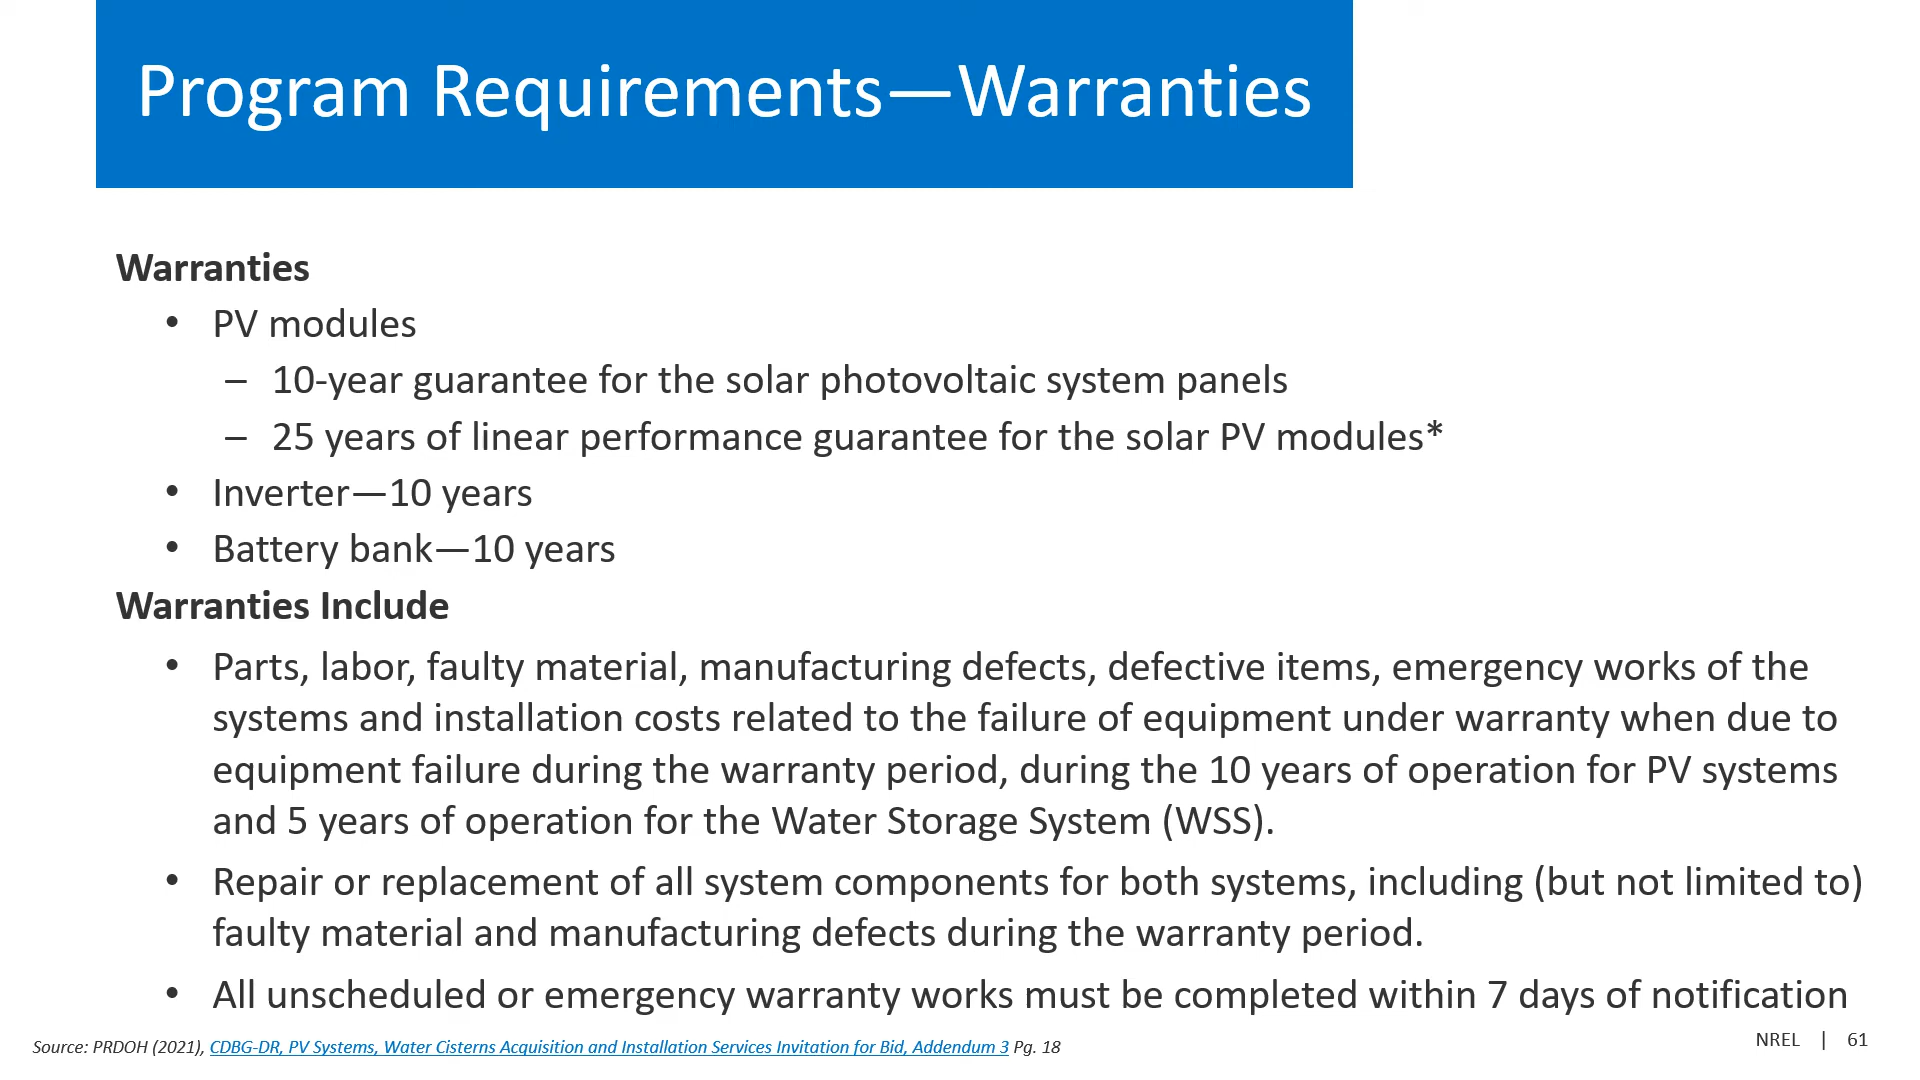 Program Requirements—Warranties
Warranties
• PV modules
– 10-year guarantee for the solar photovoltaic system panels
– 25 years of linear performance guarantee for the solar PV modules*
• Inverter—10 years
• Battery bank—10 years
Warranties Include
• Parts, labor, faulty material, manufacturing defects, defective items, emergency works of the
systems and installation costs related to the failure of equipment under warranty when due to
equipment failure during the warranty period, during the 10 years of operation for PV systems
and 5 years of operation for the Water Storage System (WSS).
• Repair or replacement of all system components for both systems, including (but not limited to)
faulty material and manufacturing defects during the warranty period.
• All unscheduled or emergency warranty works must be completed within 7 days of notification
Source: PRDOH (2021), CDBG-DR, PV Systems, Water Cisterns Acquisition and Installation Services Invitation for Bid, Addendum 3 Pg. 18
NREL | 61